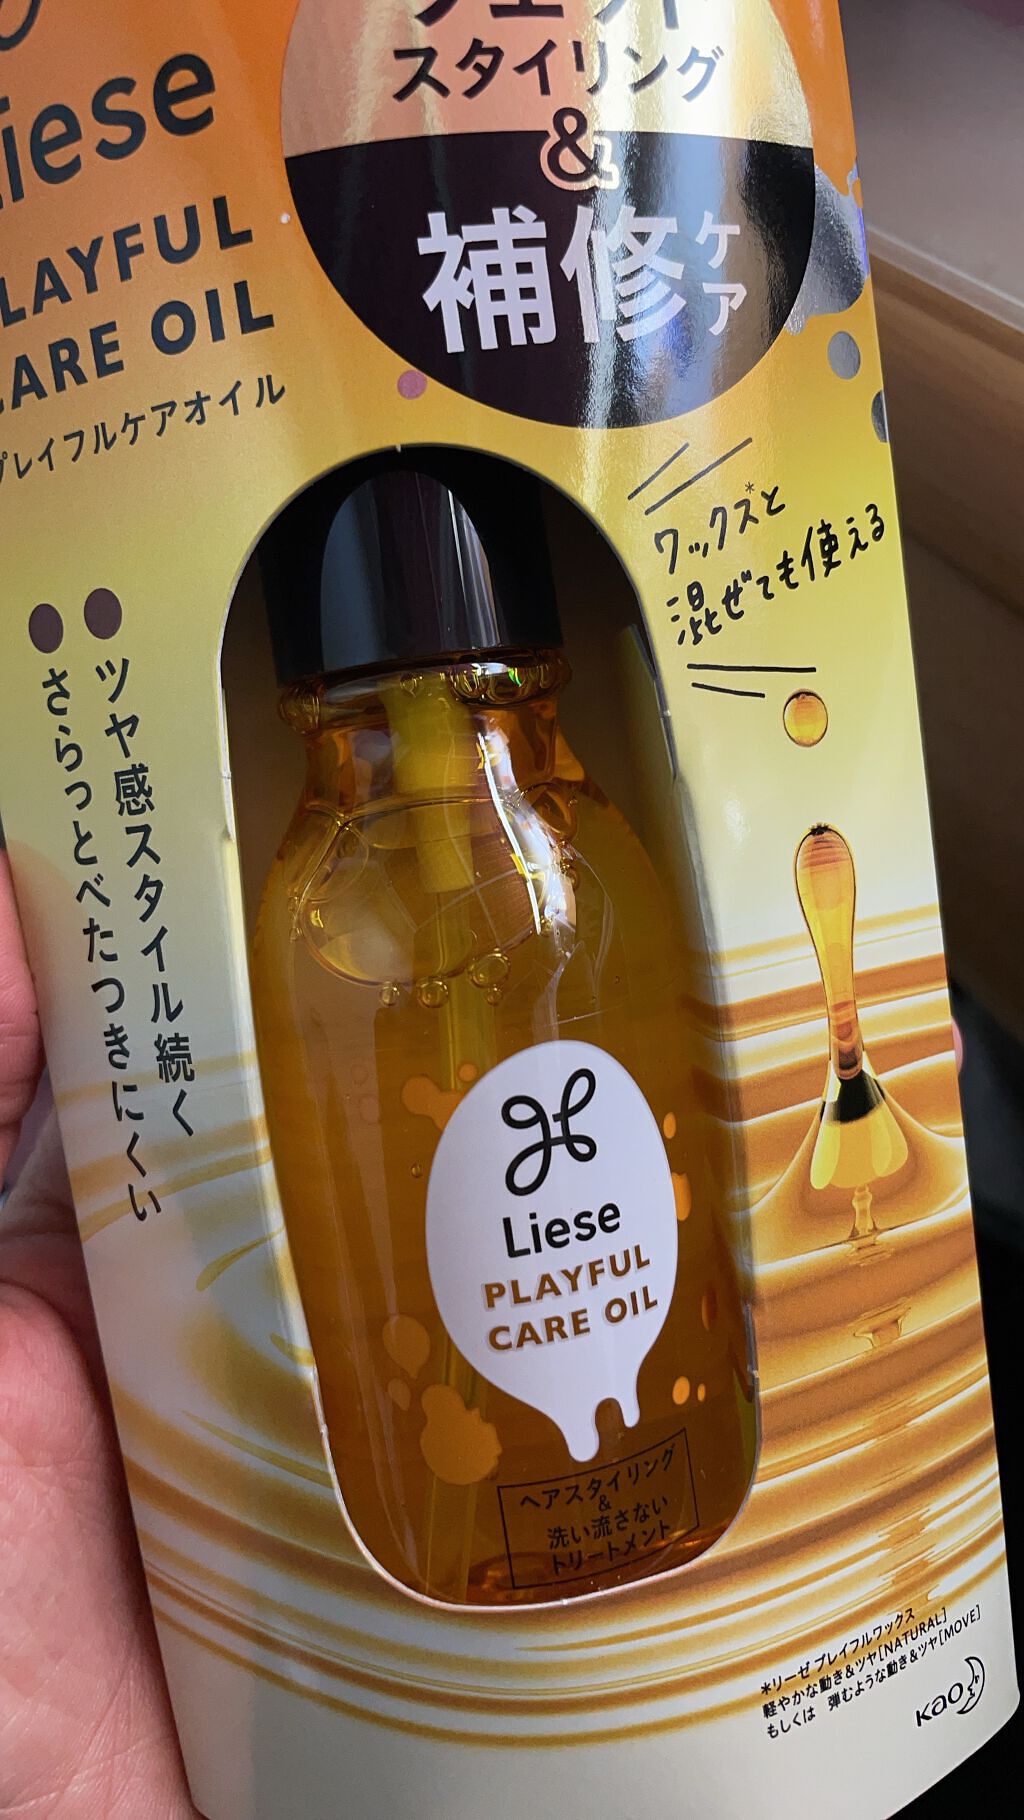 スタイリング
&
補修ケア
Liese
PLAYFUL
CARE OIL
プレイフルケアオイル
ワックス*と
混ぜても使える
ツヤ感スタイル続く
さらっとべたつきにくい
Liese
PLAYFUL
CARE OIL
ヘアスタイリング
&
洗い流さない
トリートメント
*リーゼ プレイフルワックス
軽やかな動き&ツヤ[NATURAL]
もしくは 弾むような動き&ツヤ[MOVE]
Kao